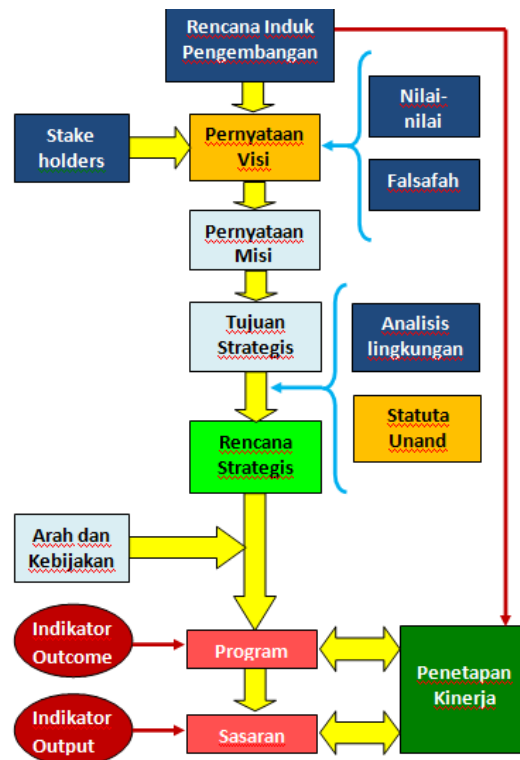 Rencana Induk
Pengembangan
Nilai-
nilai
Stake
holders
Pernyataan
Visi
Falsafah
Pernyataan
Misi
Tujuan
Strategis
Analisis
lingkungan
Statuta
Unand
Rencana
Strategis
Arah dan
Kebijakan
Indikator
Outcome
Program
Penetapan
Kinerja
Indikator
Output
Sasaran